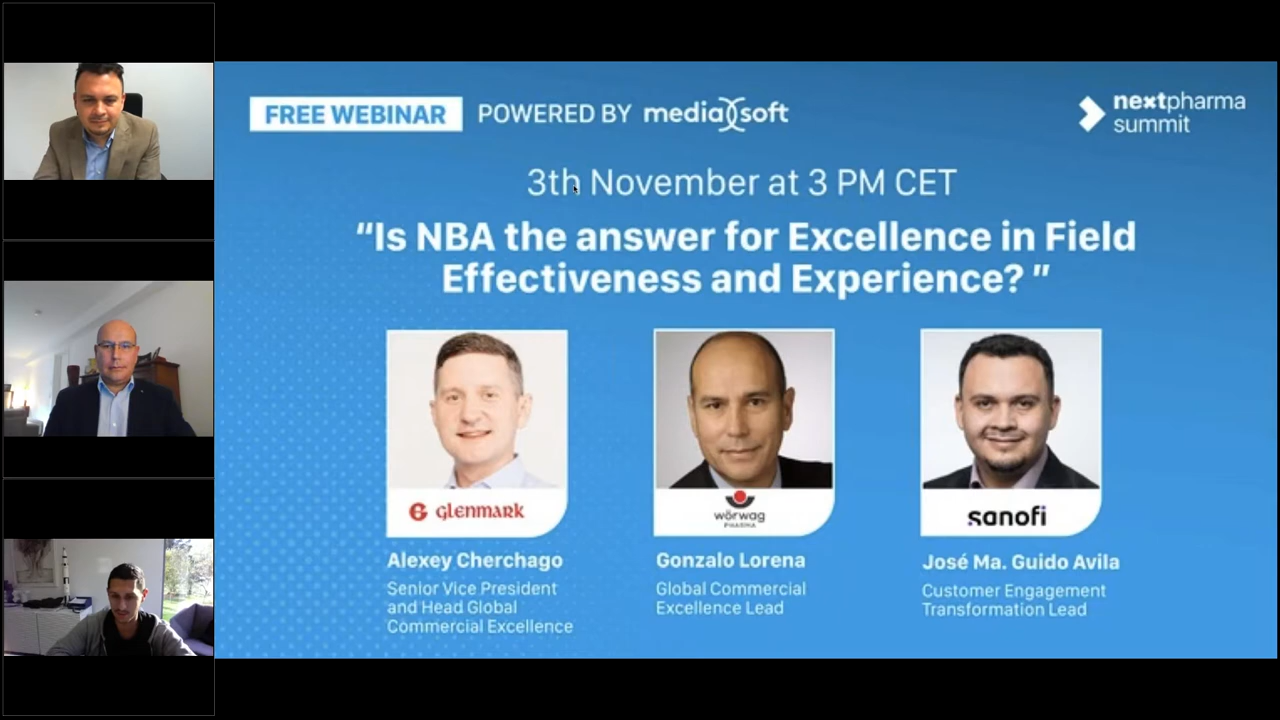 FREE WEBINAR POWERED BY media soft
nextpharma
summit
3th November at 3 PM CET
“Is NBA the answer for Excellence in Field
Effectiveness and Experience? ”
GLENMARK
wörwag
PHARMA
sanofi
Alexey Cherchago
Senior Vice President
and Head Global
Commercial Excellence
Gonzalo Lorena
Global Commercial
Excellence Lead
José Ma. Guido Avila
Customer Engagement
Transformation Lead